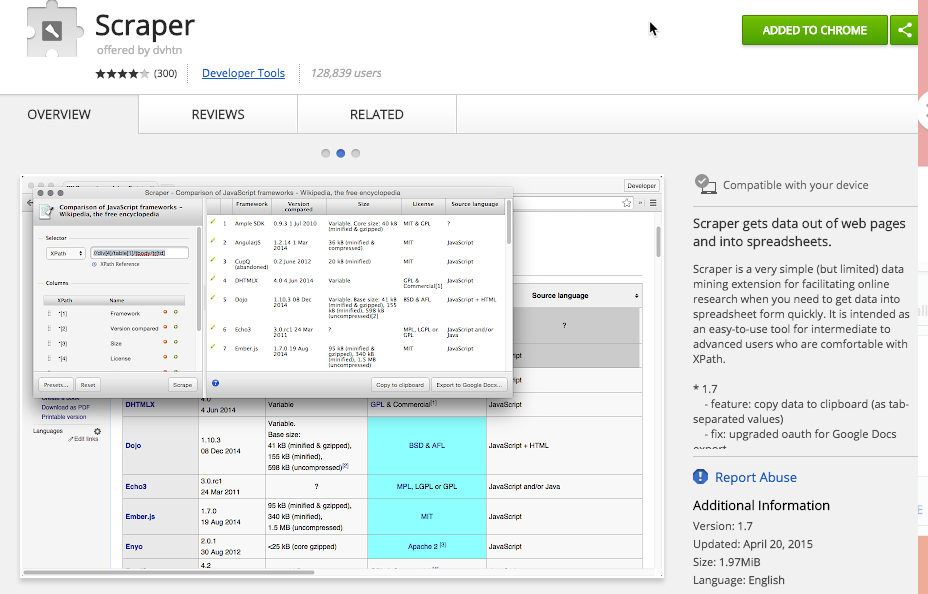 Scraper
offered by dvhtn
(300)
Developer Tools
128,839 users
ADDED TO CHROME
OVERVIEW
REVIEWS
RELATED
Developer
Scraper - Comparison of JavaScript frameworks - Wikipedia, the free encyclopedia
Comparison of JavaScript frameworks -
Wikipedia, the free encyclopedia
Selector
XPath
XPath Reference
Columns
XPath Name
*[1] Framework
*[2] Version compared
*[3] Size
*[4] License
Presets... Reset Scrape
Framework Version compared Size License Source language
1 Ample SDK 0.9.3 1 Jul 2010 Variable. Core size: 40 kB (minified & gzipped) MIT & GPL ?
2 AngularJS 1.2.14 1 Mar 2014 36 kB (minified & compressed) MIT JavaScript
3 CupQ (abandoned) 0.2 June 2012 20 kB (minified) MIT JavaScript
4 DHTMLX 4.0 4 Jun 2014 Variable GPL & Commercial[1] JavaScript
5 Dojo 1.10.3 08 Dec 2014 Variable. Base size: 41 kB (minified & gzipped), 155 kB (minified), 598 kB (uncompressed)[2] BSD & AFL JavaScript + HTML
6 Echo3 3.0.rc1 24 Mar 2011 ? MPL, LGPL or GPL JavaScript and/or Java
7 Ember.js 1.7.0 19 Aug 2014 95 kB (minified & gzipped), 340 kB (minified), 1.5 MB (uncompressed) MIT JavaScript
Copy to clipboard Export to Google Docs...
Source language
?
Download as PDF
Printable version
Languages
Edit links
DHTMLX 4.0 4 Jun 2014 Variable GPL & Commercial[1] JavaScript
Dojo 1.10.3 08 Dec 2014 Variable. Base size: 41 kB (minified & gzipped), 155 kB (minified), 598 kB (uncompressed)[2] BSD & AFL JavaScript + HTML
Echo3 3.0.rc1 24 Mar 2011 ? MPL, LGPL or GPL JavaScript and/or Java
Ember.js 1.7.0 19 Aug 2014 95 kB (minified & gzipped), 340 kB (minified), 1.5 MB (uncompressed) MIT JavaScript
Enyo 2.0.1 30 Aug 2012 <25 kB (core gzipped) Apache 2 [3] JavaScript
4.2
Compatible with your device
Scraper gets data out of web pages
and into spreadsheets.
Scraper is a very simple (but limited) data
mining extension for facilitating online
research when you need to get data into
spreadsheet form quickly. It is intended as
an easy-to-use tool for intermediate to
advanced users who are comfortable with
XPath.
* 1.7
- feature: copy data to clipboard (as tab-
separated values)
- fix: upgraded oauth for Google Docs
export
Report Abuse
Additional Information
Version: 1.7
Updated: April 20, 2015
Size: 1.97MiB
Language: English